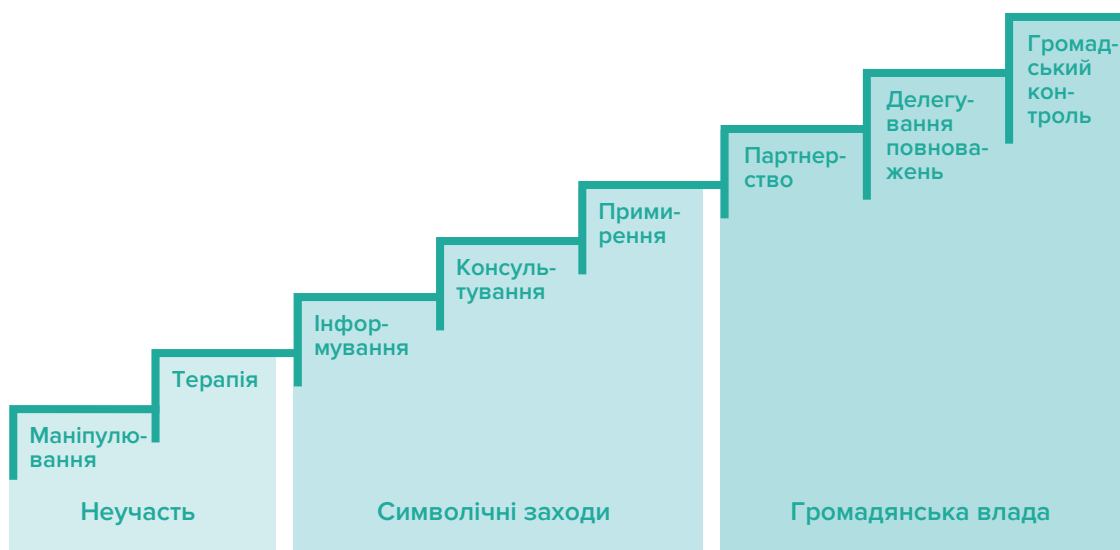 Маніпулю-
вання
Терапія
Інфор-
мування
Консуль-
тування
Прими-
рення
Партнер-
ство
Делегу-
вання
повнова-
жень
Громад-
ський
кон-
троль
Неучасть
Символічні заходи
Громадянська влада